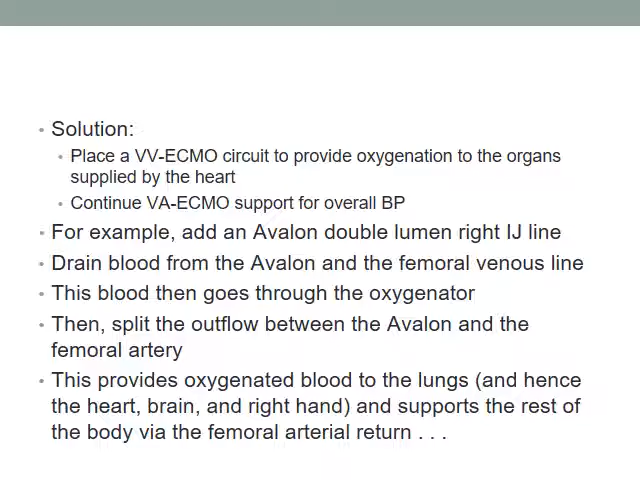 • Solution:
• Place a VV-ECMO circuit to provide oxygenation to the organs
supplied by the heart
• Continue VA-ECMO support for overall BP
• For example, add an Avalon double lumen right IJ line
• Drain blood from the Avalon and the femoral venous line
• This blood then goes through the oxygenator
• Then, split the outflow between the Avalon and the
femoral artery
• This provides oxygenated blood to the lungs (and hence
the heart, brain, and right hand) and supports the rest of
the body via the femoral arterial return . . .